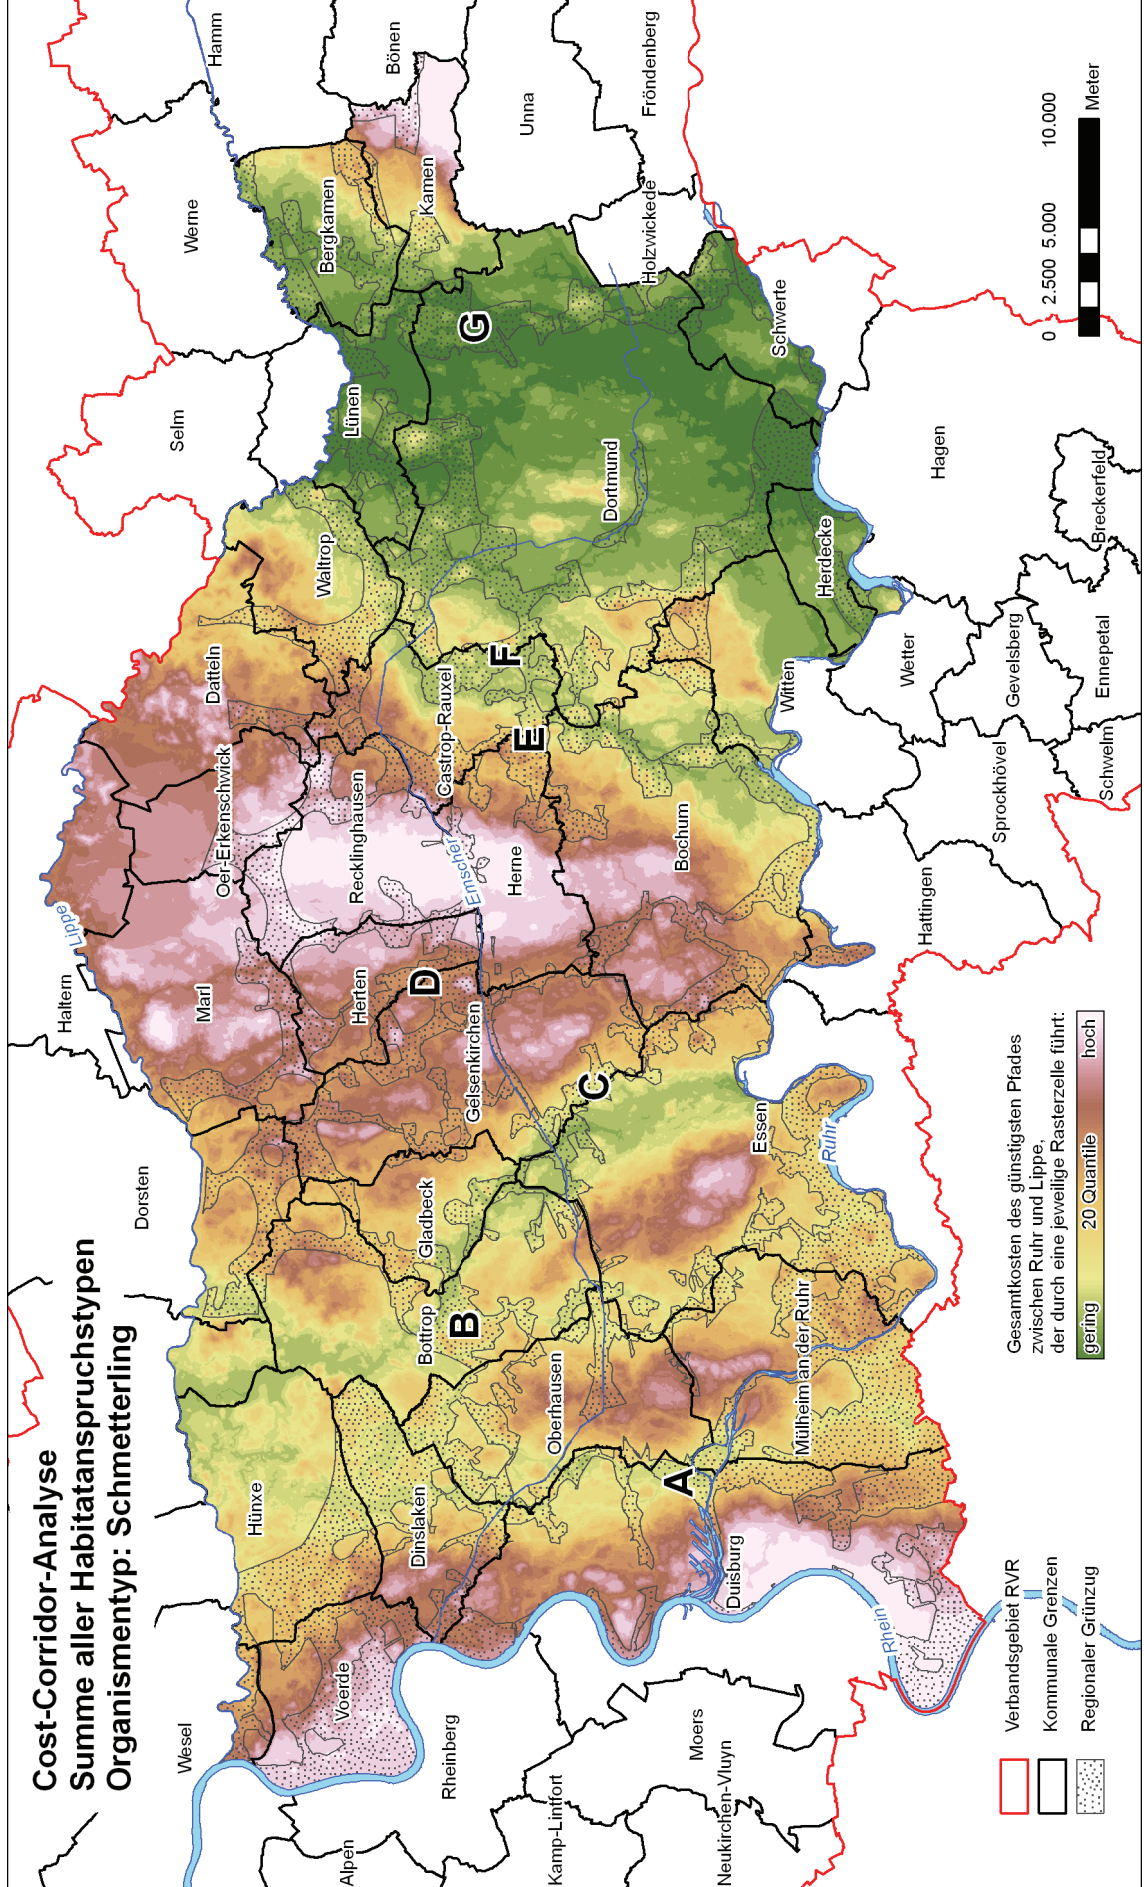 Cost-Corridor-Analyse
Summe aller Habitatanspruchstypen
Organismentyp: Schmetterling
Wesel
Haltern
Dorsten
Selm
Werne
Hamm
Lippe
Hünxe
Voerde
Dinslaken
Bottrop
Gladbeck
Marl
Herten
Oer-Erkenschwick
Recklinghausen
Datteln
Waltrop
Lünen
Bergkamen
Kamen
Bönen
Unna
Fröndenberg
Holzwickede
Alpen
Rheinberg
Kamp-Lintfort
Moers
Neukirchen-Vluyn
Duisburg
Oberhausen
Mülheim an der Ruhr
Essen
Gelsenkirchen
Emscher
Herne
Castrop-Rauxel
Bochum
Dortmund
Witten
Herdecke
Schwerte
Hagen
Wetter
Hattingen
Sprockhövel
Gevelsberg
Ennepetal
Schwelm
Breckerfeld
Rhein
Ruhr
A
B
C
D
E
F
G
Verbandsgebiet RVR
Kommunale Grenzen
Regionaler Grünzug
Gesamtkosten des günstigsten Pfades
zwischen Ruhr und Lippe,
der durch eine jeweilige Rasterzelle führt:
gering 20 Quantile hoch
0 2.500 5.000 10.000
Meter